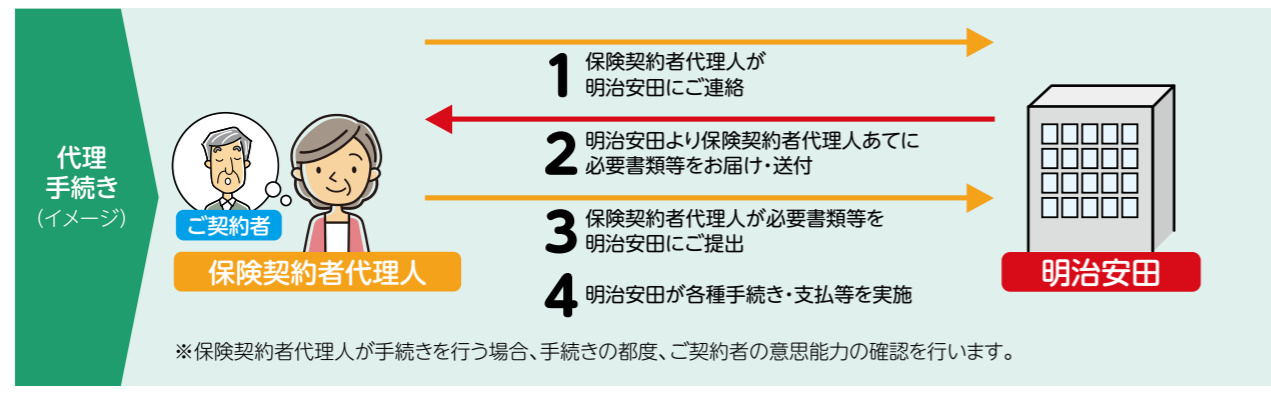 代理
手続き
(イメージ)
ご契約者
保険契約者代理人
1 保険契約者代理人が
明治安田にご連絡
2 明治安田より保険契約者代理人あてに
必要書類等をお届け・送付
3 保険契約者代理人が必要書類等を
明治安田にご提出
4 明治安田が各種手続き・支払等を実施
明治安田
※保険契約者代理人が手続きを行う場合、手続きの都度、ご契約者の意思能力の確認を行います。